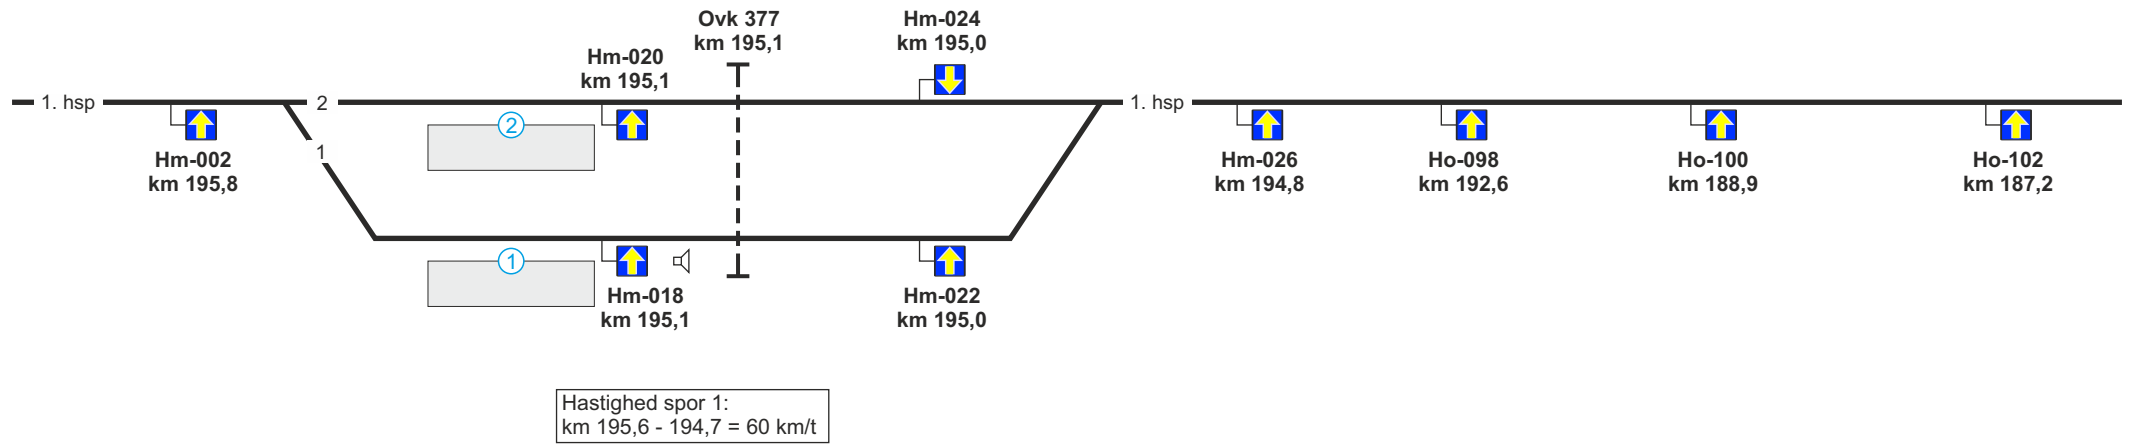 Ovk 377
km 195,1
Hm-024
km 195,0
Hm-020
km 195,1
1. hsp
2
1. hsp
2
1
Hm-002
km 195,8
Hm-026
km 194,8
Ho-098
km 192,6
Ho-100
km 188,9
Ho-102
km 187,2
1
Hm-018
km 195,1
Hm-022
km 195,0
Hastighed spor 1:
km 195,6 - 194,7 = 60 km/t